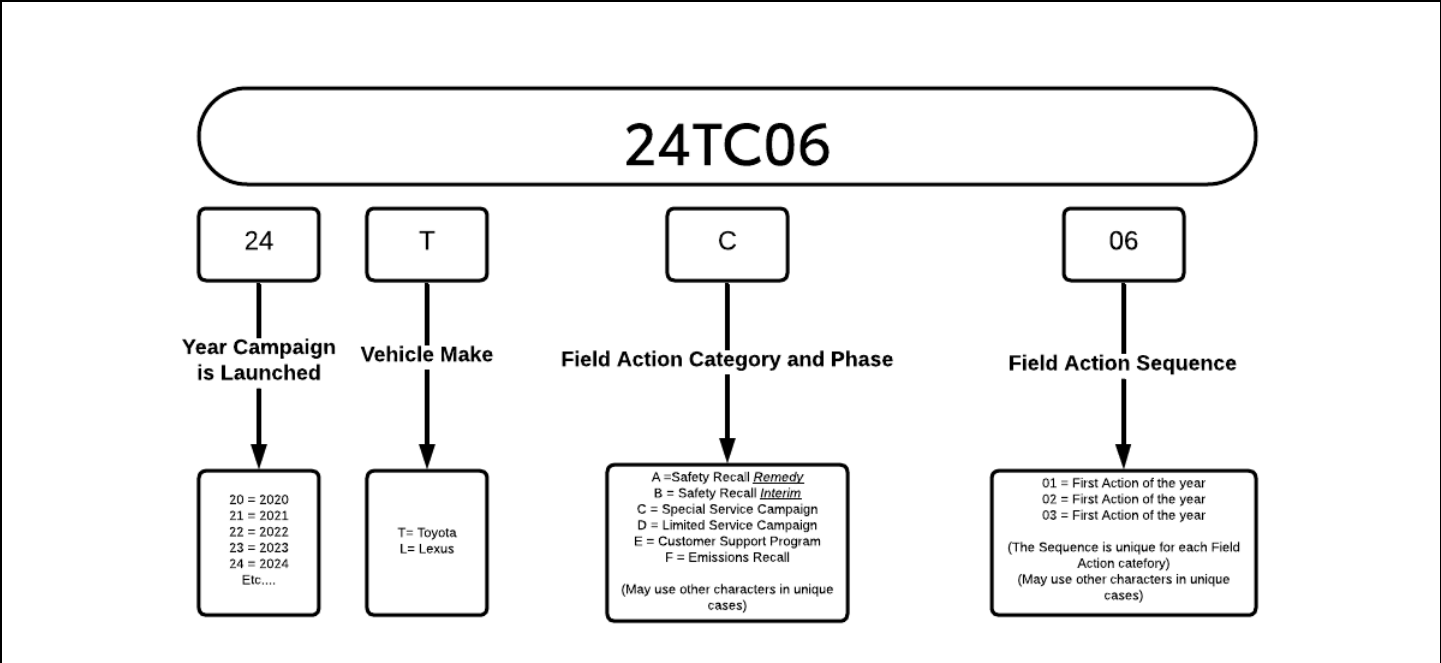 24TC06
24
T
C
06
Year Campaign
is Launched
Vehicle Make
Field Action Category and Phase
Field Action Sequence
20 = 2020
21 = 2021
22 = 2022
23 = 2023
24 = 2024
Etc....
T= Toyota
L= Lexus
A =Safety Recall Remedy
B = Safety Recall Interim
C = Special Service Campaign
D = Limited Service Campaign
E = Customer Support Program
F = Emissions Recall
(May use other characters in unique
cases)
01 = First Action of the year
02 = First Action of the year
03 = First Action of the year
(The Sequence is unique for each Field
Action catefory)
(May use other characters in unique
cases)